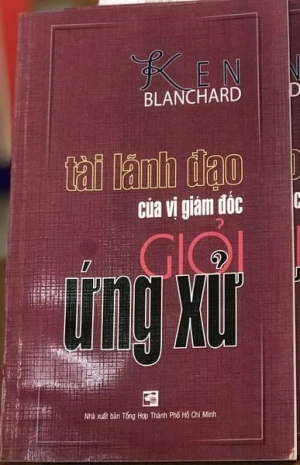 KEN
BLANCHARD
tài lãnh đạo
của vị giám đốc
GIỎI
ứng xử
Nhà xuất bản Tổng Hợp Thành Phố Hồ Chí Minh